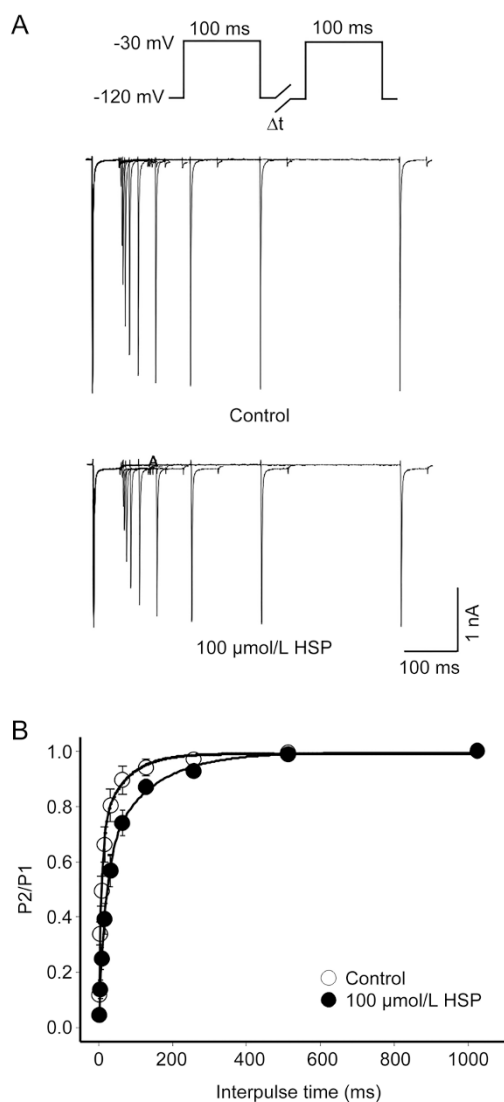 A
100 ms 100 ms
-30 mV
-120 mV
Δt
Control
100 µmol/L HSP
1 nA
100 ms
B
P2/P1
1.0
0.8
0.6
0.4
0.2
0.0
Control
100 µmol/L HSP
0 200 400 600 800 1000
Interpulse time (ms)